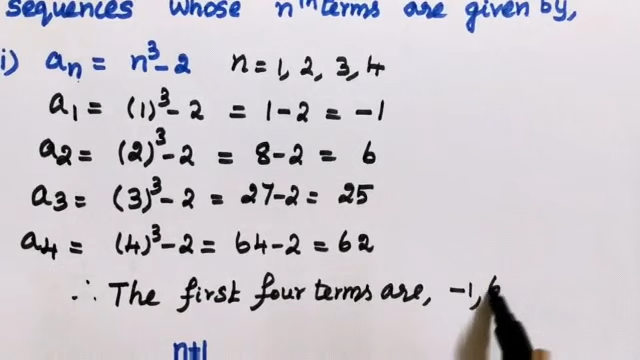 sequences whose nth terms are given by,
i) aₙ = n³-2 n = 1, 2, 3, 4
a₁ = (1)³-2 = 1-2 = -1
a₂ = (2)³-2 = 8-2 = 6
a₃ = (3)³-2 = 27-2 = 25
a₄ = (4)³-2 = 64-2 = 62
∴ The first four terms are, -1, 6
n+1